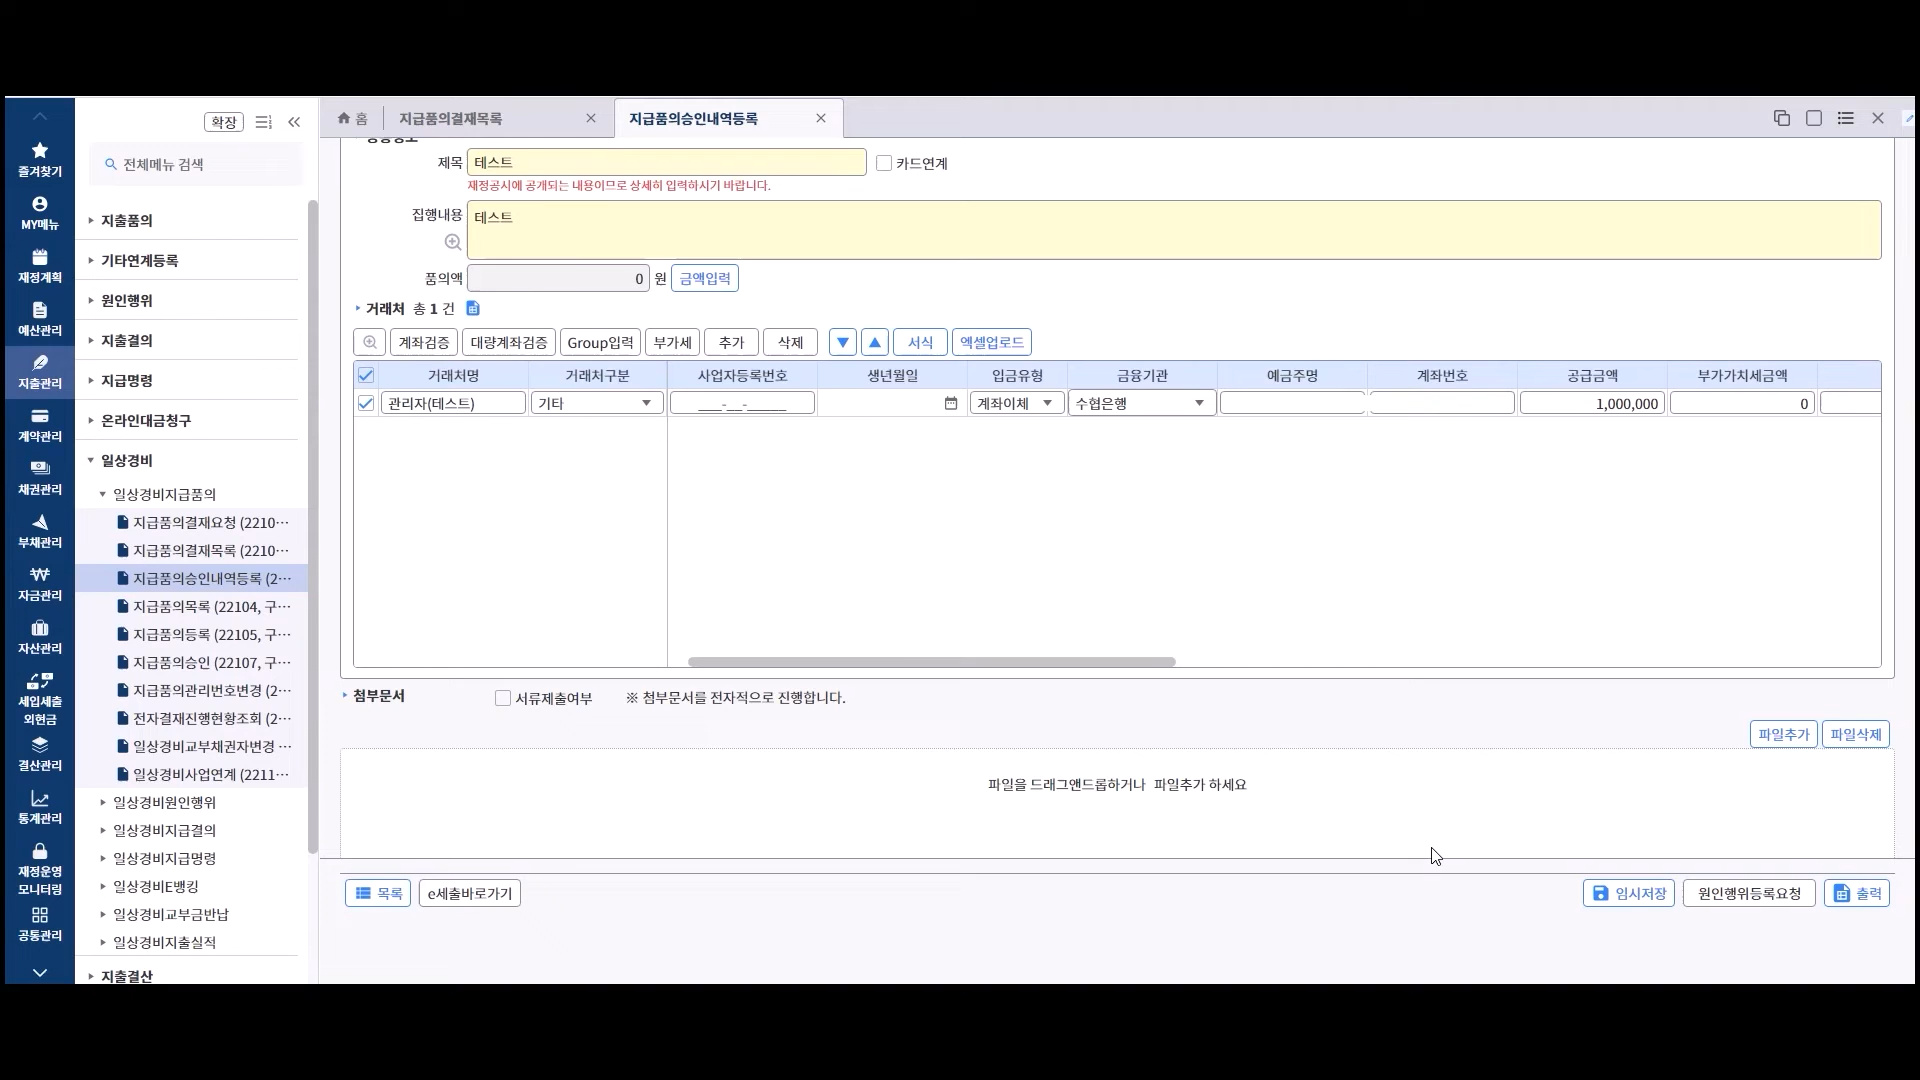 확장
전체메뉴 검색
즐겨찾기
MY메뉴
재정계획
예산관리
지출관리
계약관리
채권관리
부채관리
자금관리
자산관리
세입세출
외현금
결산관리
통계관리
재정운영
모니터링
공통관리
지출품의
기타연계등록
원인행위
지출결의
지급명령
온라인대금청구
일상경비
일상경비지급품의
지급품의결재요청 (2210…
지급품의결재목록 (2210…
지급품의승인내역등록 (2…
지급품의목록 (22104, 구…
지급품의등록 (22105, 구…
지급품의승인 (22107, 구…
지급품의관리번호변경 (2…
전자결재진행현황조회 (2…
일상경비교부채권자변경 …
일상경비사업연계 (2211…
일상경비원인행위
일상경비지급결의
일상경비지급명령
일상경비E뱅킹
일상경비교부금반납
일상경비지출실적
지출결산
홈 지급품의결재목록 지급품의승인내역등록
제목 테스트 카드연계
재정공시에 공개되는 내용이므로 상세히 입력하시기 바랍니다.
집행내용 테스트
품의액 0 원 금액입력
거래처 총 1 건
계좌검증 대량계좌검증 Group입력 부가세 추가 삭제 ▼ ▲ 서식 엑셀업로드
거래처명 거래처구분 사업자등록번호 생년월일 입금유형 금융기관 예금주명 계좌번호 공급금액 부가가치세금액
관리자(테스트) 기타 ___-__-_____ 계좌이체 수협은행 1,000,000 0
첨부문서 서류제출여부 ※ 첨부문서를 전자적으로 진행합니다.
파일추가 파일삭제
파일을 드래그앤드롭하거나 파일추가 하세요
목록 e세출바로가기 임시저장 원인행위등록요청 출력